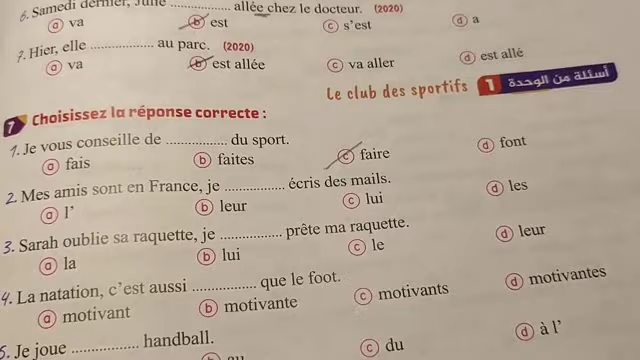 6. Samedi dernier, Julie ................ allée chez le docteur. (2020)
a va b est c s'est d a
7. Hier, elle ................ au parc. (2020)
a va b est allée c va aller d est allé
Le club des sportifs 1 أسئلة من الوحدة
7 Choisissez la réponse correcte :
1. Je vous conseille de ................ du sport.
a fais b faites c faire d font
2. Mes amis sont en France, je ................ écris des mails.
a l' b leur c lui d les
3. Sarah oublie sa raquette, je ................ prête ma raquette.
a la b lui c le d leur
4. La natation, c'est aussi ................ que le foot.
a motivant b motivante c motivants d motivantes
5. Je joue ................ handball.
b au c du d à l'